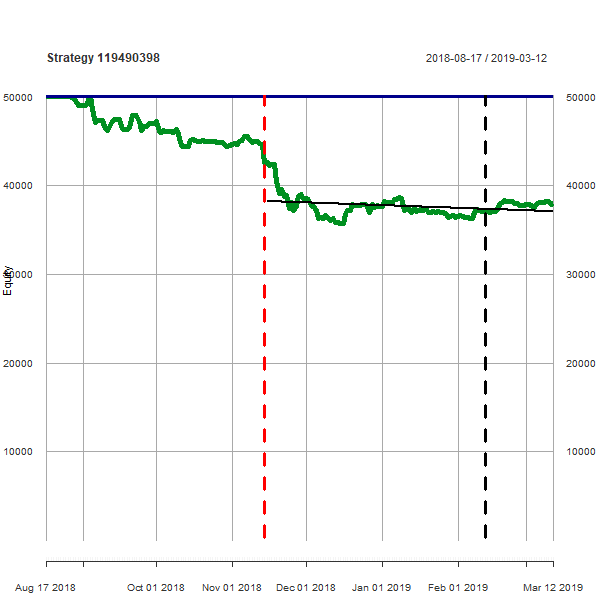 Strategy 119490398
2018-08-17 / 2019-03-12
50000 50000
40000 40000
30000 30000
Equity
20000 20000
10000 10000
Aug 17 2018 Oct 01 2018 Nov 01 2018 Dec 01 2018 Jan 01 2019 Feb 01 2019 Mar 12 2019